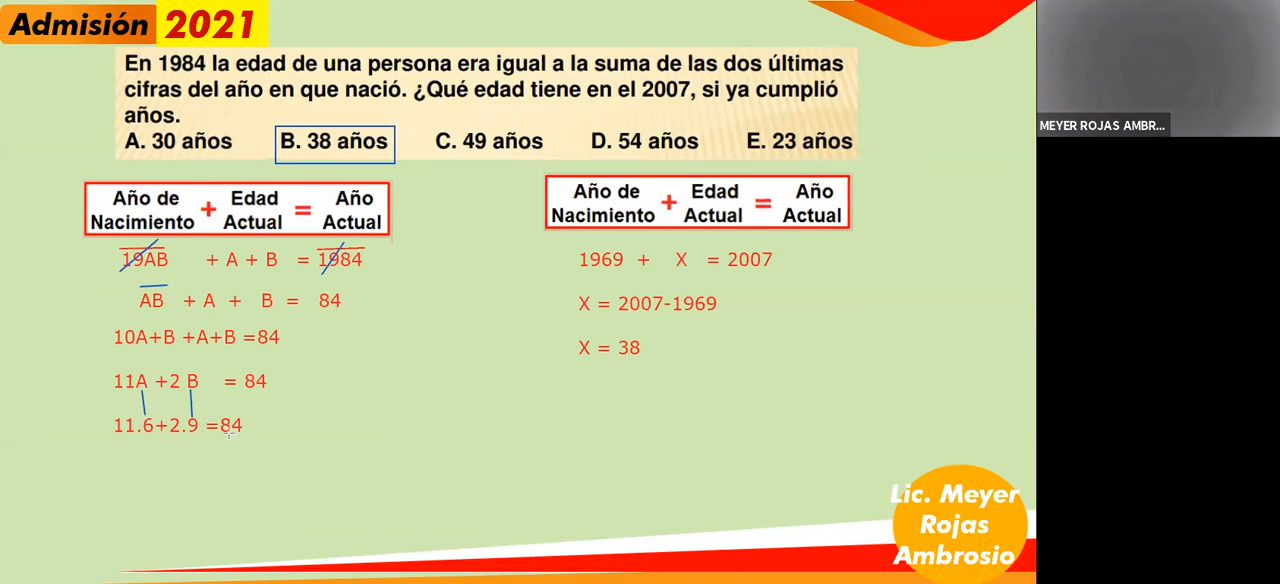 Admisión 2021
En 1984 la edad de una persona era igual a la suma de las dos últimas
cifras del año en que nació. ¿Qué edad tiene en el 2007, si ya cumplió
años.
A. 30 años B. 38 años C. 49 años D. 54 años E. 23 años
Año de Nacimiento + Edad Actual = Año Actual
19AB + A + B = 1984
AB + A + B = 84
10A+B +A+B =84
11A +2 B = 84
11.6+2.9 =84
Año de Nacimiento + Edad Actual = Año Actual
1969 + X = 2007
X = 2007-1969
X = 38
MEYER ROJAS AMBR...
Lic. Meyer
Rojas
Ambrosio